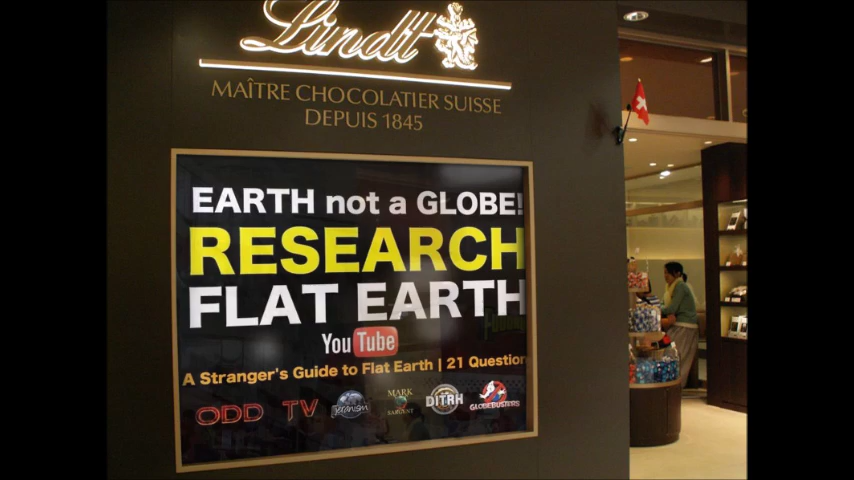 Lindt
MAÎTRE CHOCOLATIER SUISSE
DEPUIS 1845
EARTH not a GLOBE!
RESEARCH
FLAT EARTH
YouTube
A Stranger's Guide to Flat Earth | 21 Question
ODD TV
jeranism
MARK
SARGENT
DITRH
GLOBEBUSTERS